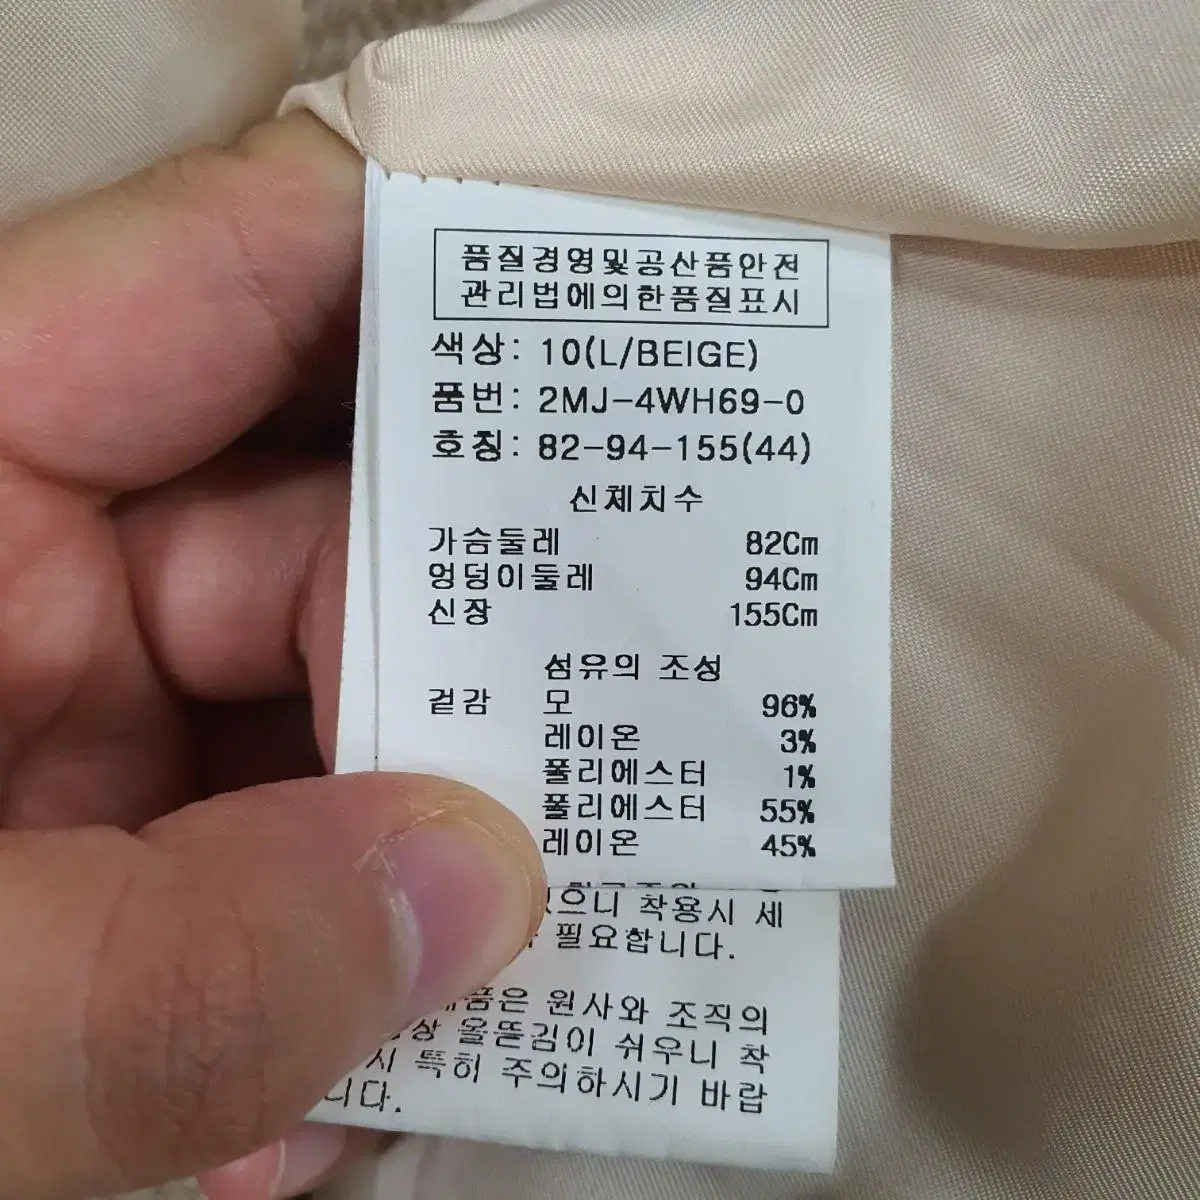 품질경영및공산품안전
관리법에의한품질표시
색상: 10(L/BEIGE)
품번: 2MJ-4WH69-0
호칭: 82-94-155(44)
신체치수
가슴둘레 82Cm
엉덩이둘레 94Cm
신장 155Cm
섬유의 조성
겉감 모 96%
레이온 3%
폴리에스터 1%
폴리에스터 55%
레이온 45%
착용시 세
필요합니다.
원사와 조직의
올뜯김이 쉬우니 착
특히 주의하시기 바랍
니다.